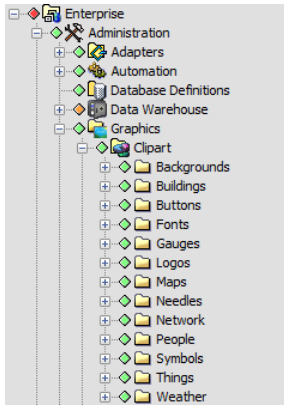 Enterprise
Administration
Adapters
Automation
Database Definitions
Data Warehouse
Graphics
Clipart
Backgrounds
Buildings
Buttons
Fonts
Gauges
Logos
Maps
Needles
Network
People
Symbols
Things
Weather